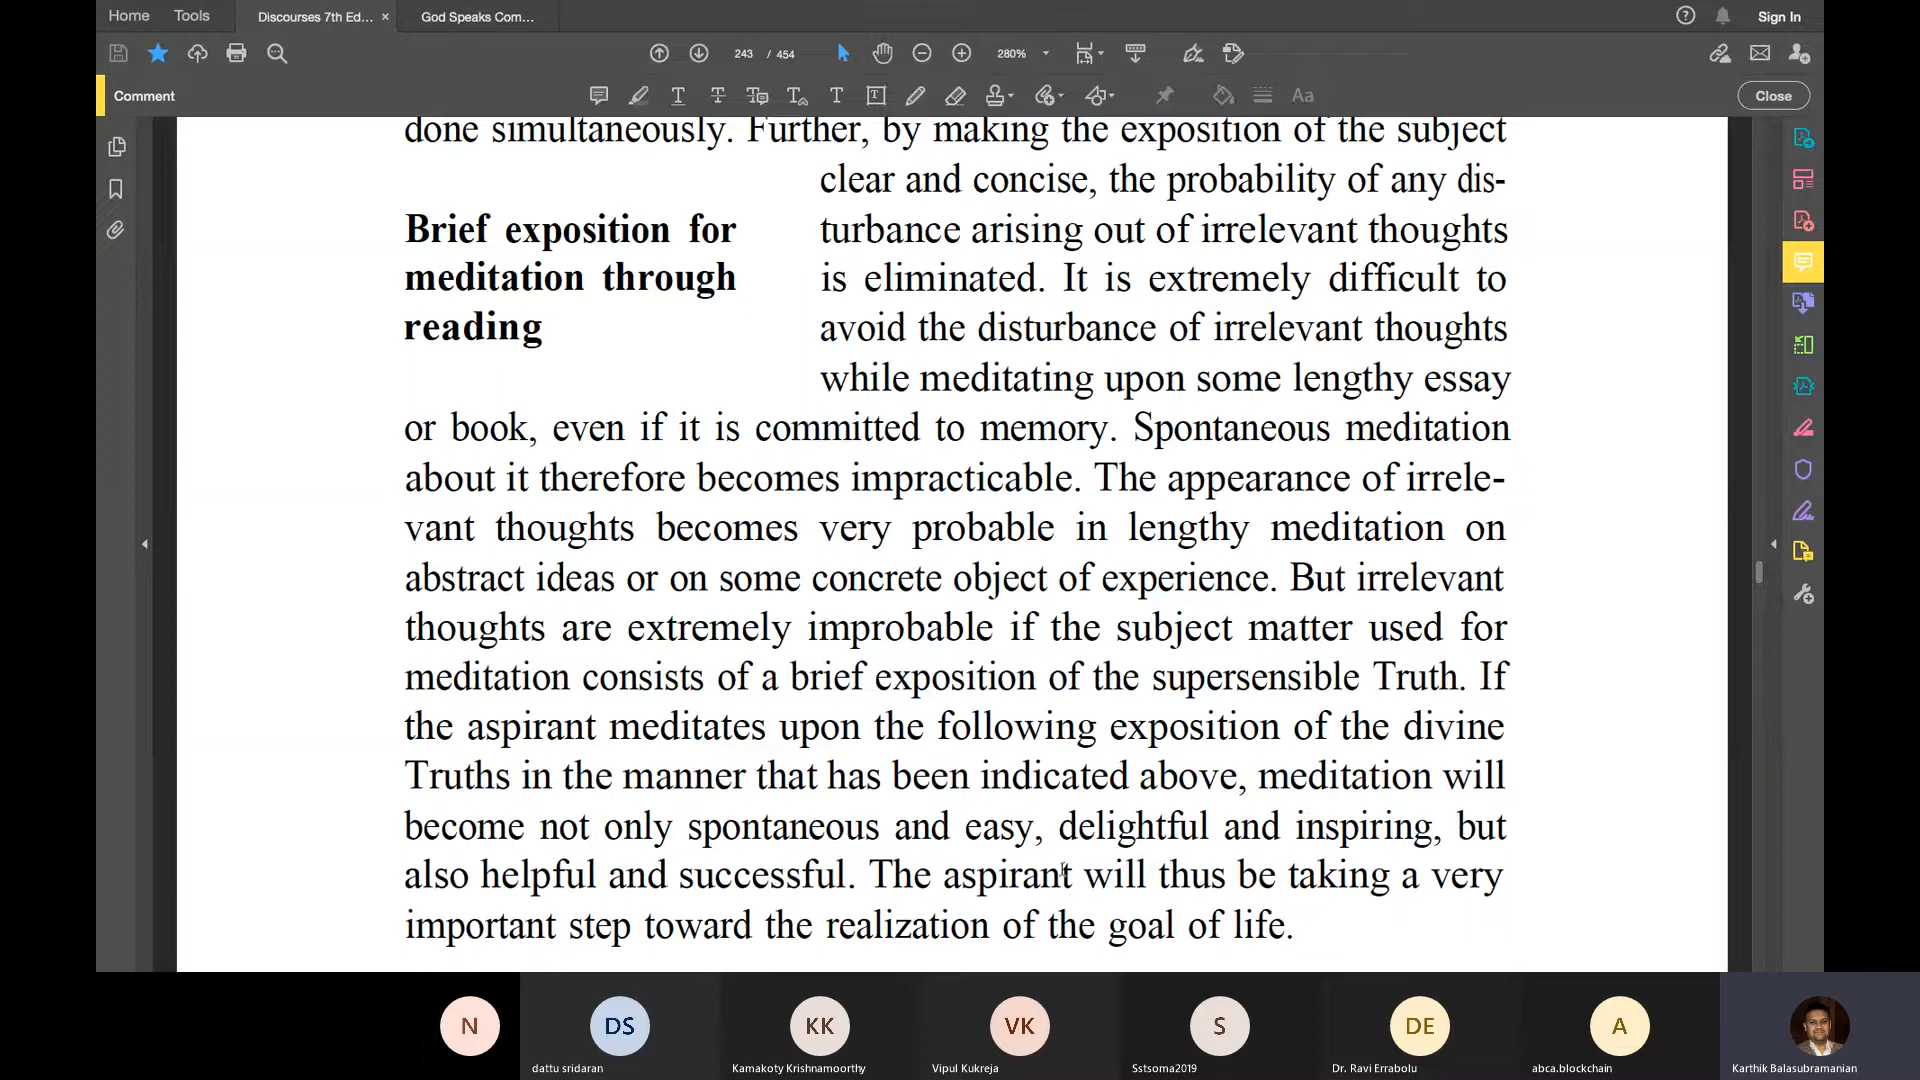 Home
Tools
Discourses 7th Ed... ×
God Speaks Com...
Sign In
243 / 454
280%
Comment
Aa
Close
done simultaneously. Further, by making the exposition of the subject
clear and concise, the probability of any dis-
Brief exposition for
meditation through
reading
turbance arising out of irrelevant thoughts
is eliminated. It is extremely difficult to
avoid the disturbance of irrelevant thoughts
while meditating upon some lengthy essay
or book, even if it is committed to memory. Spontaneous meditation
about it therefore becomes impracticable. The appearance of irrele-
vant thoughts becomes very probable in lengthy meditation on
abstract ideas or on some concrete object of experience. But irrelevant
thoughts are extremely improbable if the subject matter used for
meditation consists of a brief exposition of the supersensible Truth. If
the aspirant meditates upon the following exposition of the divine
Truths in the manner that has been indicated above, meditation will
become not only spontaneous and easy, delightful and inspiring, but
also helpful and successful. The aspirant will thus be taking a very
important step toward the realization of the goal of life.
N
DS
KK
VK
S
DE
A
dattu sridaran
Kamakoty Krishnamoorthy
Vipul Kukreja
Sstsoma2019
Dr. Ravi Errabolu
abca.blockchain
Karthik Balasubramanian